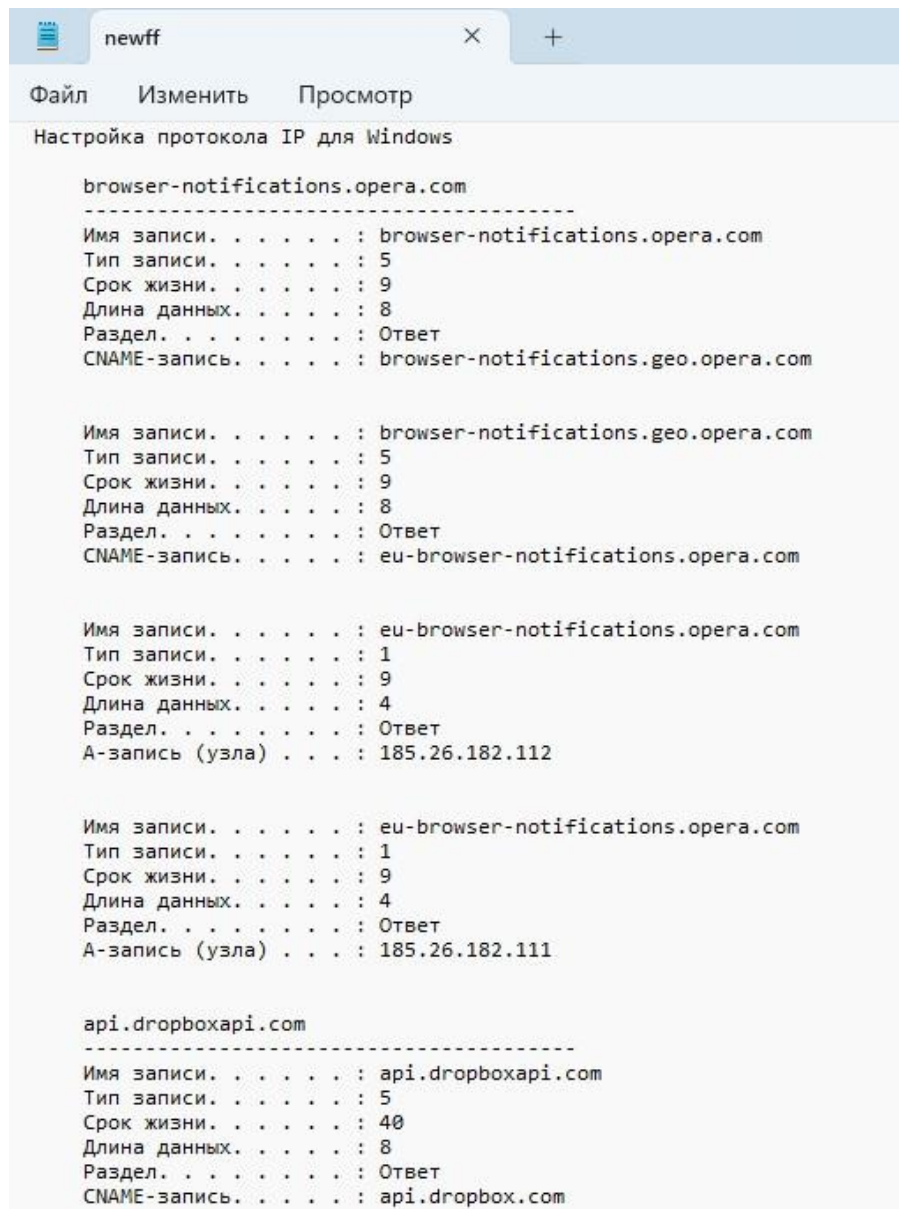 newff
Файл Изменить Просмотр
Настройка протокола IP для Windows
browser-notifications.opera.com
----------------------------------------
Имя записи. . . . . . : browser-notifications.opera.com
Тип записи. . . . . . : 5
Срок жизни. . . . . . : 9
Длина данных. . . . . : 8
Раздел. . . . . . . . : Ответ
CNAME-запись. . . . . : browser-notifications.geo.opera.com
Имя записи. . . . . . : browser-notifications.geo.opera.com
Тип записи. . . . . . : 5
Срок жизни. . . . . . : 9
Длина данных. . . . . : 8
Раздел. . . . . . . . : Ответ
CNAME-запись. . . . . : eu-browser-notifications.opera.com
Имя записи. . . . . . : eu-browser-notifications.opera.com
Тип записи. . . . . . : 1
Срок жизни. . . . . . : 9
Длина данных. . . . . : 4
Раздел. . . . . . . . : Ответ
А-запись (узла) . . . : 185.26.182.112
Имя записи. . . . . . : eu-browser-notifications.opera.com
Тип записи. . . . . . : 1
Срок жизни. . . . . . : 9
Длина данных. . . . . : 4
Раздел. . . . . . . . : Ответ
А-запись (узла) . . . : 185.26.182.111
api.dropboxapi.com
----------------------------------------
Имя записи. . . . . . : api.dropboxapi.com
Тип записи. . . . . . : 5
Срок жизни. . . . . . : 40
Длина данных. . . . . : 8
Раздел. . . . . . . . : Ответ
CNAME-запись. . . . . : api.dropbox.com